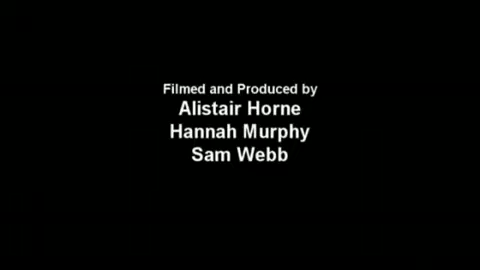 Filmed and Produced by
Alistair Horne
Hannah Murphy
Sam Webb